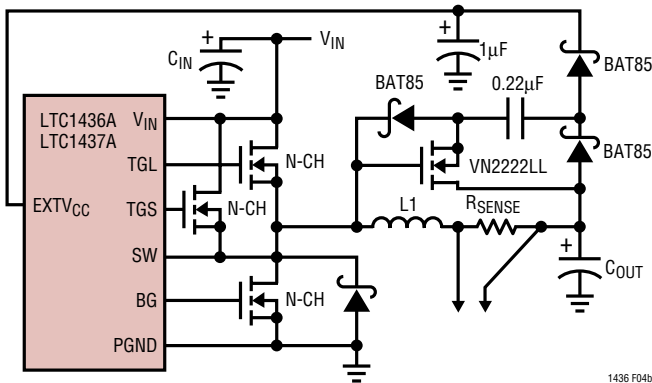 +
V_IN
C_IN
+
1µF
BAT85
BAT85
0.22µF
LTC1436A
LTC1437A
V_IN
BAT85
TGL
N-CH
VN2222LL
EXTV_CC
TGS
N-CH
L1
R_SENSE
SW
+
C_OUT
BG
N-CH
PGND
1436 F04b